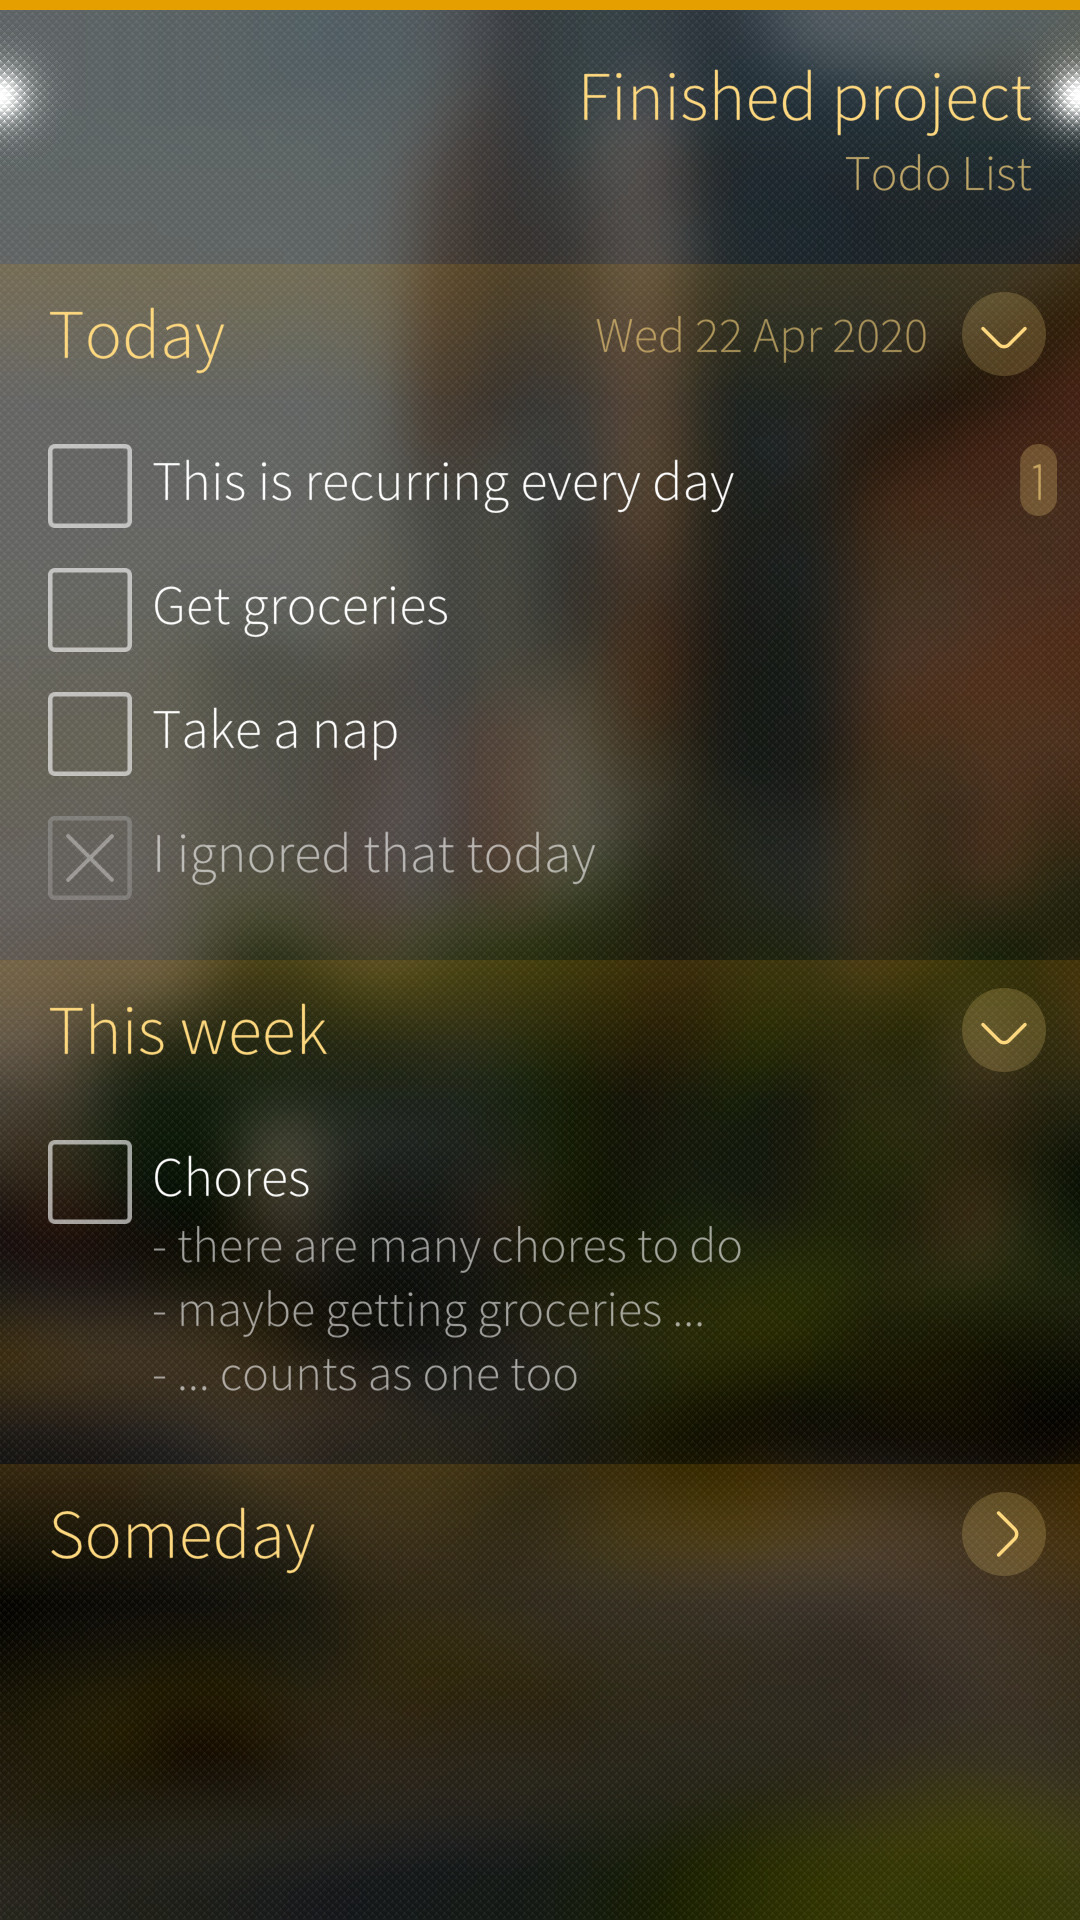 Finished project
Todo List
Today
Wed 22 Apr 2020
This is recurring every day
1
Get groceries
Take a nap
I ignored that today
This week
Chores
- there are many chores to do
- maybe getting groceries ...
- ... counts as one too
Someday